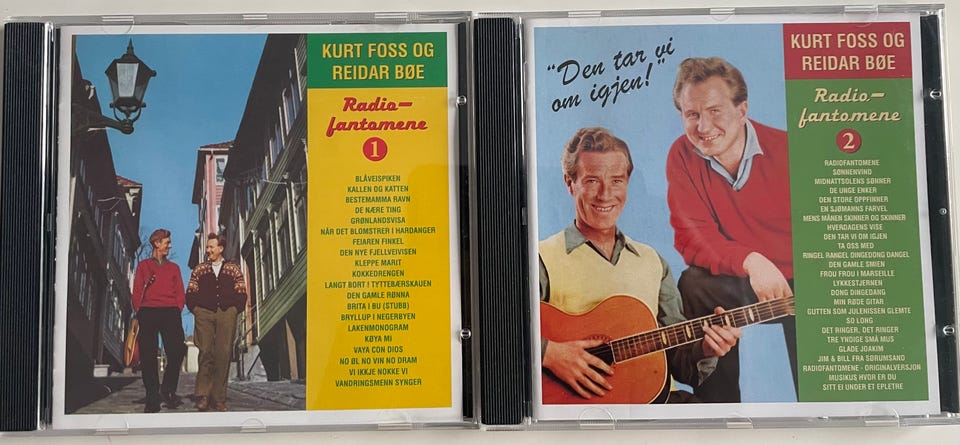 KURT FOSS OG
REIDAR BØE
Radio-
fantomene
1
BLÅVEISPIKEN
KALLEN OG KATTEN
BESTEMAMMA RAVN
DE NÆRE TING
GRØNLANDSVISA
NÅR DET BLOMSTRER I HARDANGER
FEIAREN FINKEL
DEN NYE FJELLVEIVISEN
KLEPPE MARIT
KOKKEDRENGEN
LANGT BORT I TYTTEBÆRSKAUEN
DEN GAMLE RØNNA
BRITA I BU (STUBB)
BRYLLUP I NEGERBYEN
LAKENMONOGRAM
KØYA MI
VAYA CON DIOS
NO ØL NO VIN NO DRAM
VI IKKJE NOKKE VI
VANDRINGSMENN SYNGER
"Den tar vi
om igjen!"
KURT FOSS OG
REIDAR BØE
Radio-
fantomene
2
RADIOFANTOMENE
SØNNENVIND
MIDNATTSOLENS SØNNER
DE UNGE ENKER
DEN STORE OPPFINNER
EN SJØMANNS FARVEL
MENS MÅNEN SKINNER OG SKINNER
HVERDAGENS VISE
DEN TAR VI OM IGJEN
TA OSS MED
RINGEL RANGEL DINGEDONG DANGEL
DEN GAMLE SMIEN
FROU FROU I MARSEILLE
LYKKESTJERNEN
DONG DINGEDANG
MIN RØDE GITAR
GUTTEN SOM JULENISSEN GLEMTE
SO LONG
DET RINGER, DET RINGER
TRE YNDIGE SMÅ MUS
GLADE JOAKIM
JIM & BILL FRA SØRUMSAND
RADIOFANTOMENE - ORIGINALVERSJON
MUSIKUS HVOR ER DU
SITT EI UNDER ET EPLETRE